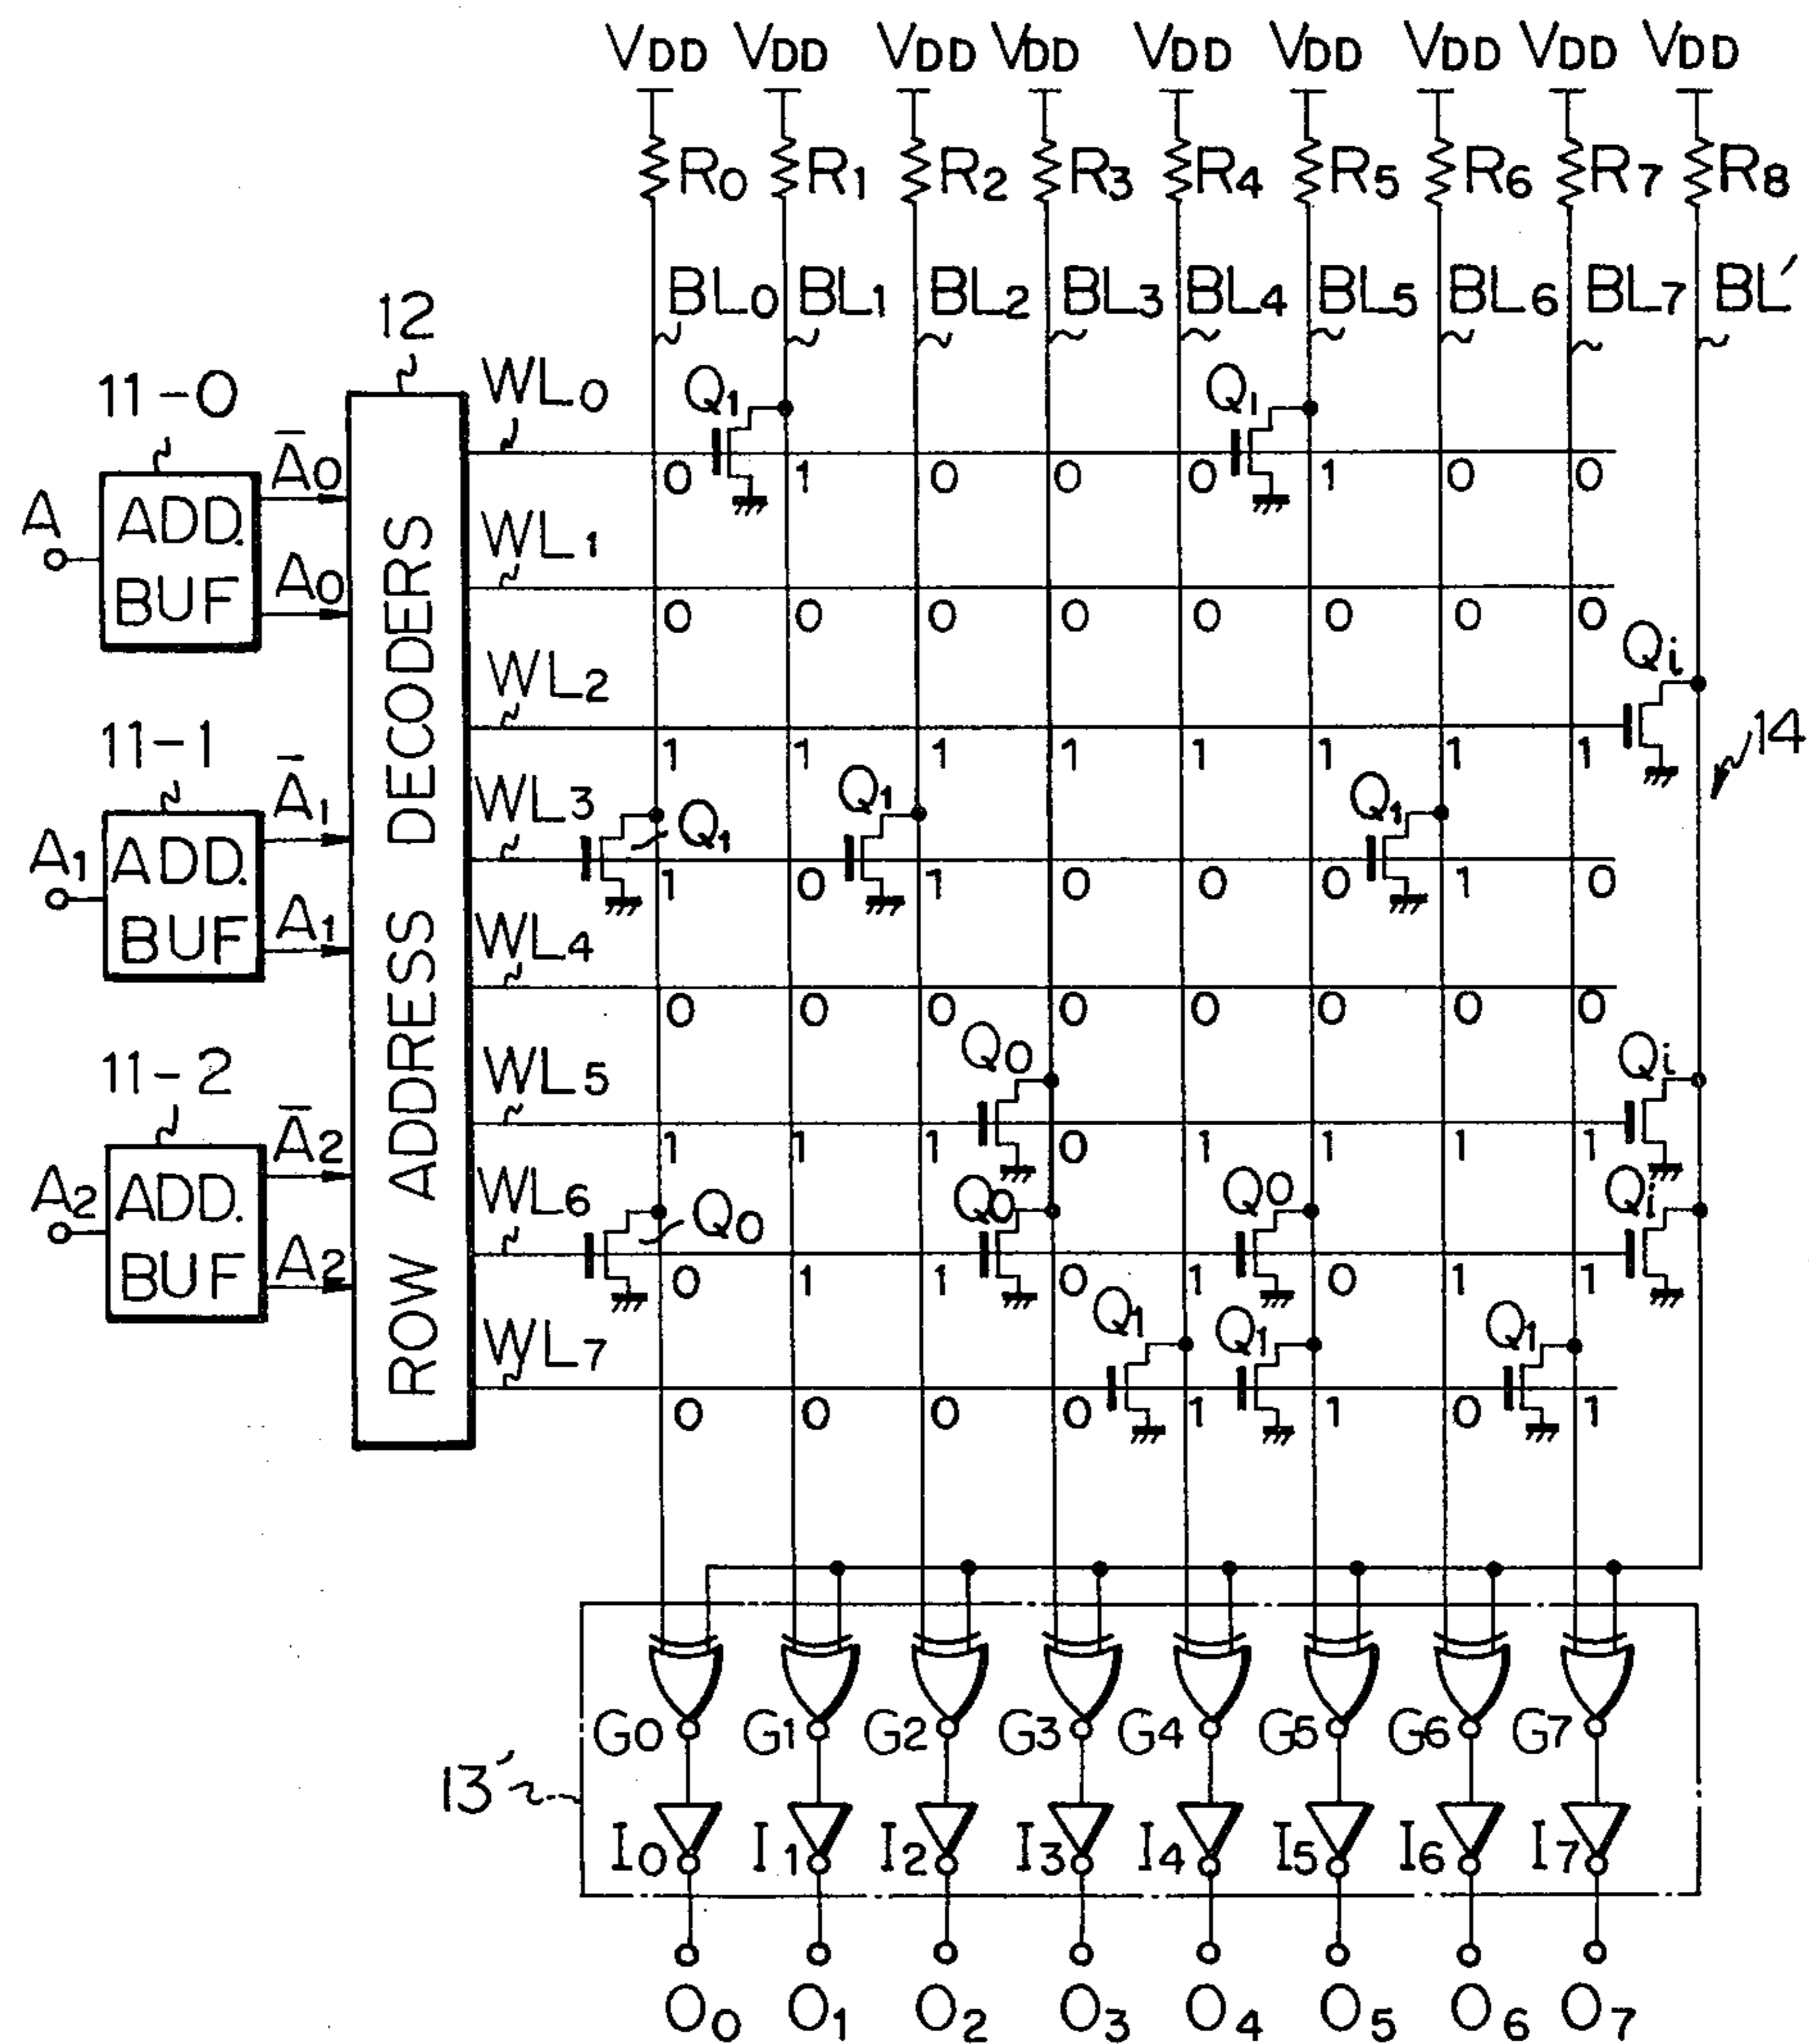 VDD VDD VDD VDD VDD VDD VDD VDD VDD
R0 R1 R2 R3 R4 R5 R6 R7 R8
BL0 BL1 BL2 BL3 BL4 BL5 BL6 BL7 BL'
12
11-0
A
ADD.
BUF
Ā0
A0
11-1
A1
ADD.
BUF
Ā1
A1
11-2
A2
ADD.
BUF
Ā2
A2
ROW ADDRESS DECODERS
WL0 Q1 Q1
0 1 0 0 0 1 0 0
WL1
0 0 0 0 0 0 0 0
WL2 Qi
1 1 1 1 1 1 1 1
14
WL3 Q1 Q1 Q1
1 0 1 0 0 0 1 0
WL4
0 0 0 0 0 0 0 0
WL5 Q0 Qi
1 1 1 0 1 1 1 1
WL6 Q0 Q0 Q0 Qi
0 1 1 0 1 0 1 1
WL7 Q1 Q1 Q1
0 0 0 0 1 1 0 1
G0 G1 G2 G3 G4 G5 G6 G7
13'
I0 I1 I2 I3 I4 I5 I6 I7
O0 O1 O2 O3 O4 O5 O6 O7